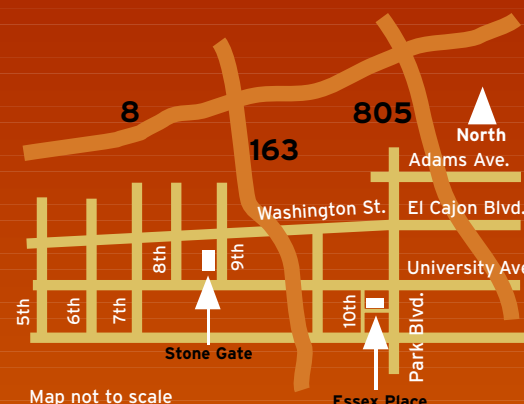 8
805
163
North
Adams Ave.
Washington St.
El Cajon Blvd.
8th
9th
University Ave
5th
6th
7th
10th
Park Blvd.
Stone Gate
Map not to scale
Essex Place